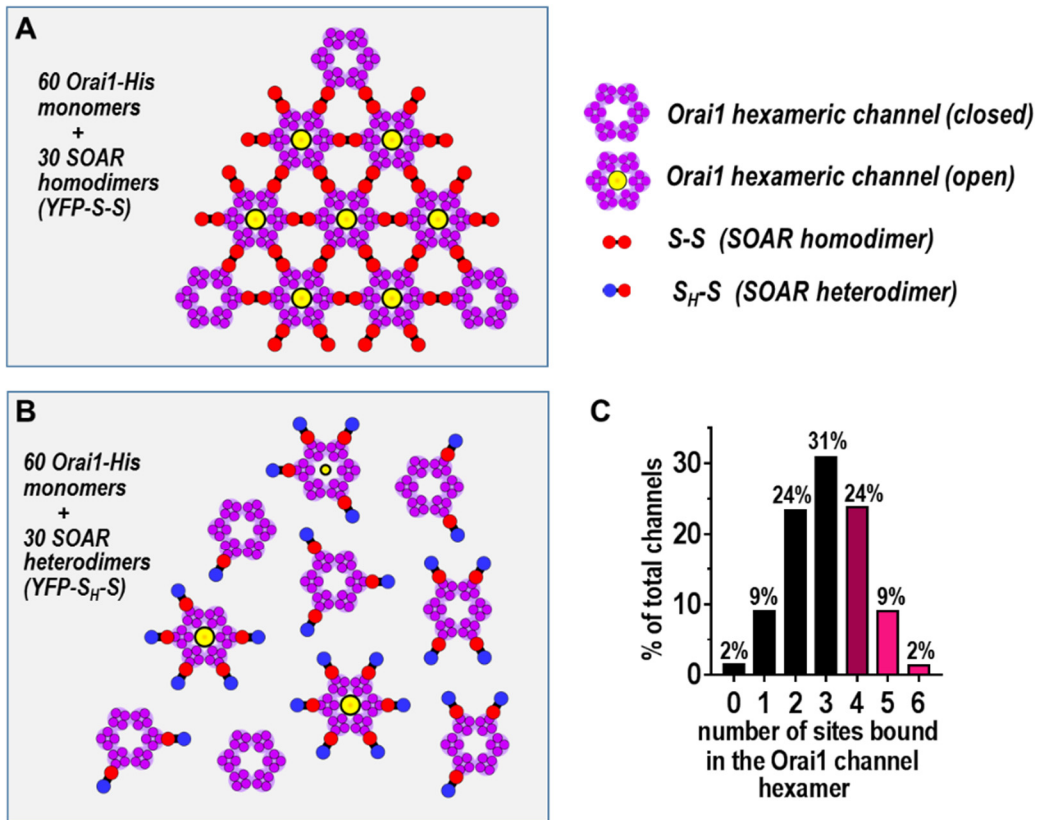 A
60 Orai1-His
monomers
+
30 SOAR
homodimers
(YFP-S-S)
Orai1 hexameric channel (closed)
Orai1 hexameric channel (open)
S-S (SOAR homodimer)
S_H-S (SOAR heterodimer)
B
60 Orai1-His
monomers
+
30 SOAR
heterodimers
(YFP-S_H-S)
C
% of total channels
30
20
10
0
2%
9%
24%
31%
24%
9%
2%
0 1 2 3 4 5 6
number of sites bound
in the Orai1 channel
hexamer